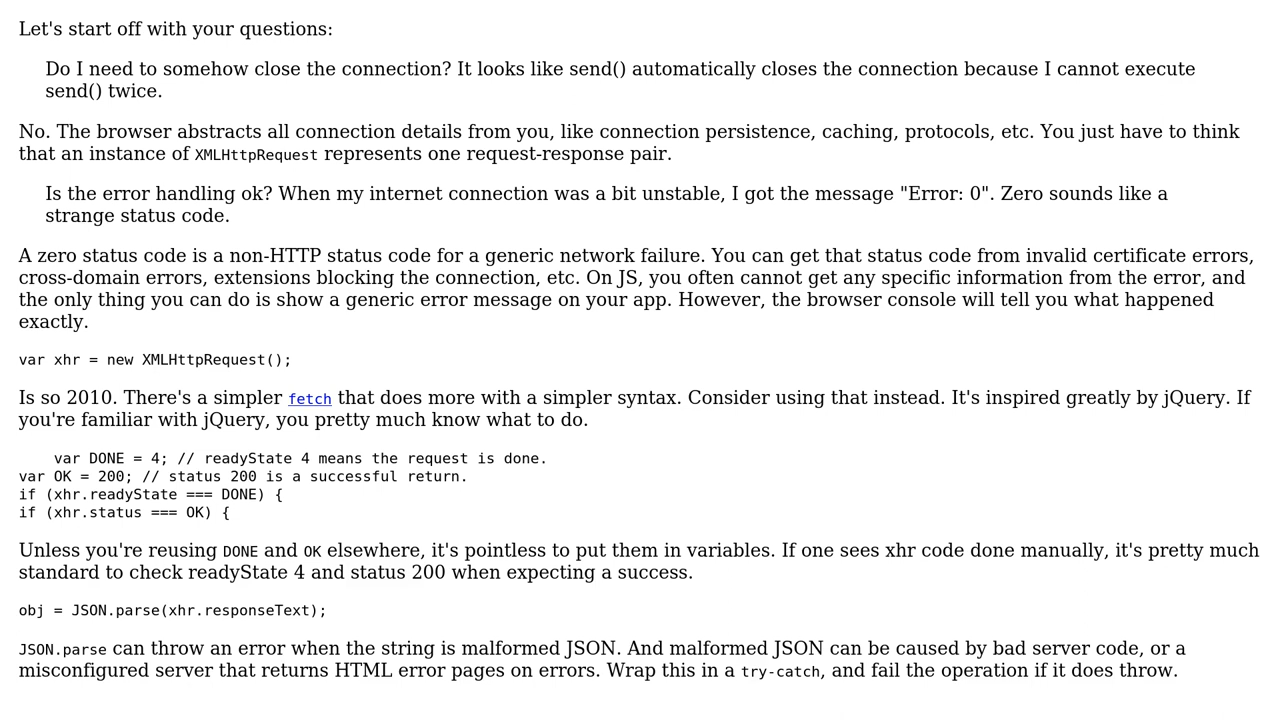 Let's start off with your questions:
Do I need to somehow close the connection? It looks like send() automatically closes the connection because I cannot execute
send() twice.
No. The browser abstracts all connection details from you, like connection persistence, caching, protocols, etc. You just have to think
that an instance of XMLHttpRequest represents one request-response pair.
Is the error handling ok? When my internet connection was a bit unstable, I got the message "Error: 0". Zero sounds like a
strange status code.
A zero status code is a non-HTTP status code for a generic network failure. You can get that status code from invalid certificate errors,
cross-domain errors, extensions blocking the connection, etc. On JS, you often cannot get any specific information from the error, and
the only thing you can do is show a generic error message on your app. However, the browser console will tell you what happened
exactly.
var xhr = new XMLHttpRequest();
Is so 2010. There's a simpler fetch that does more with a simpler syntax. Consider using that instead. It's inspired greatly by jQuery. If
you're familiar with jQuery, you pretty much know what to do.
var DONE = 4; // readyState 4 means the request is done.
var OK = 200; // status 200 is a successful return.
if (xhr.readyState === DONE) {
if (xhr.status === OK) {
Unless you're reusing DONE and OK elsewhere, it's pointless to put them in variables. If one sees xhr code done manually, it's pretty much
standard to check readyState 4 and status 200 when expecting a success.
obj = JSON.parse(xhr.responseText);
JSON.parse can throw an error when the string is malformed JSON. And malformed JSON can be caused by bad server code, or a
misconfigured server that returns HTML error pages on errors. Wrap this in a try-catch, and fail the operation if it does throw.